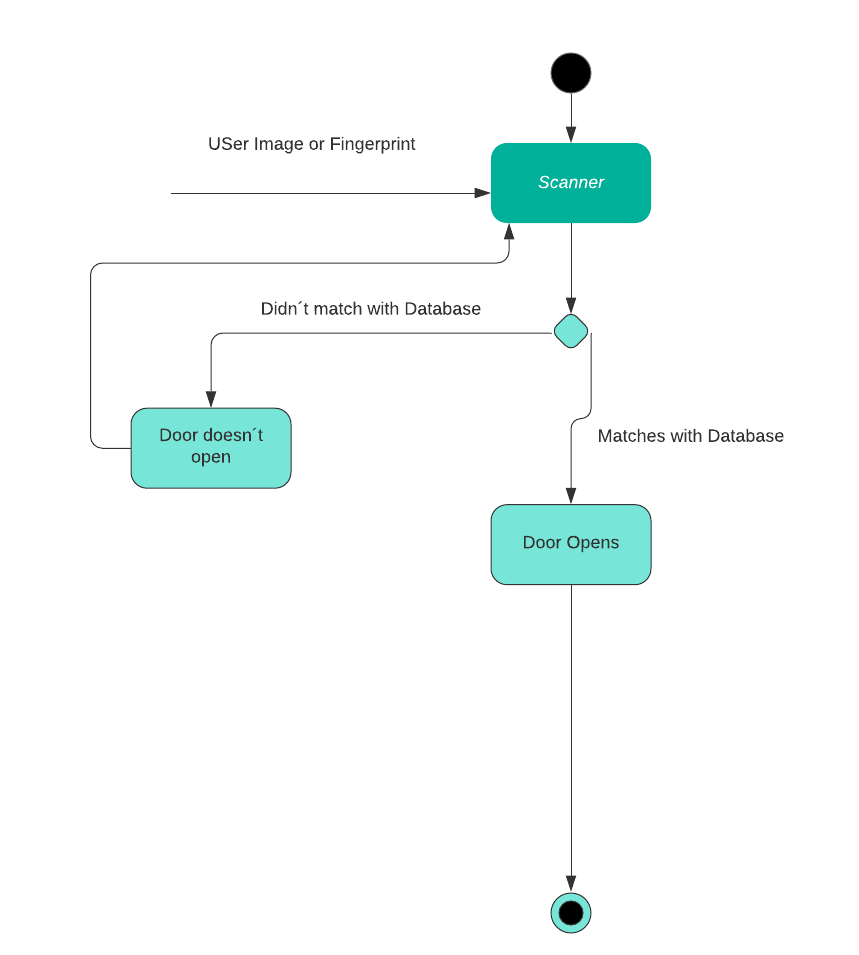 USer Image or Fingerprint
Scanner
Didn´t match with Database
Door doesn´t
open
Matches with Database
Door Opens